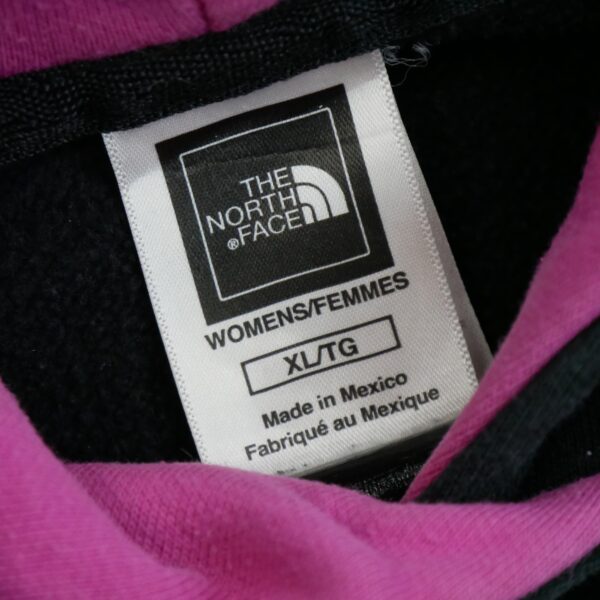 THE
NORTH
®FACE
WOMENS/FEMMES
XL/TG
Made in Mexico
Fabriqué au Mexique